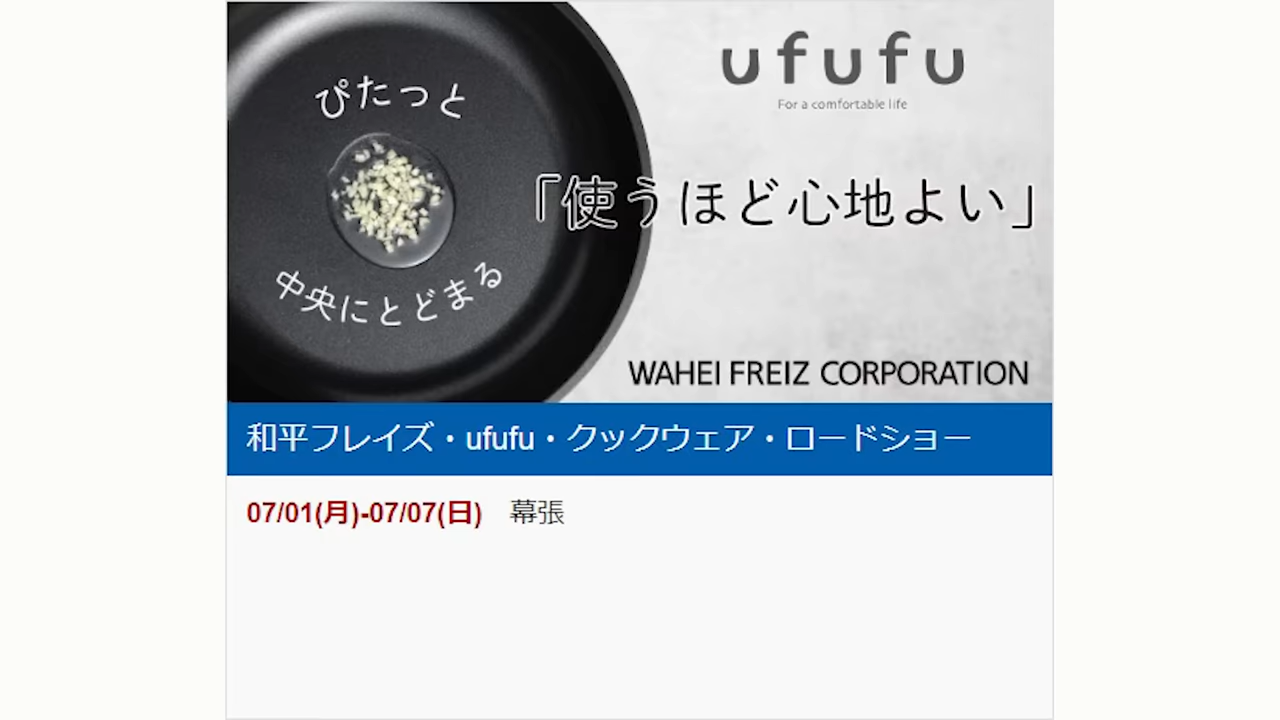 ぴたっと
中央にとどまる
ufufu
For a comfortable life
「使うほど心地よい」
WAHEI FREIZ CORPORATION
和平フレイズ・ufufu・クックウェア・ロードショー
07/01(月)-07/07(日) 幕張